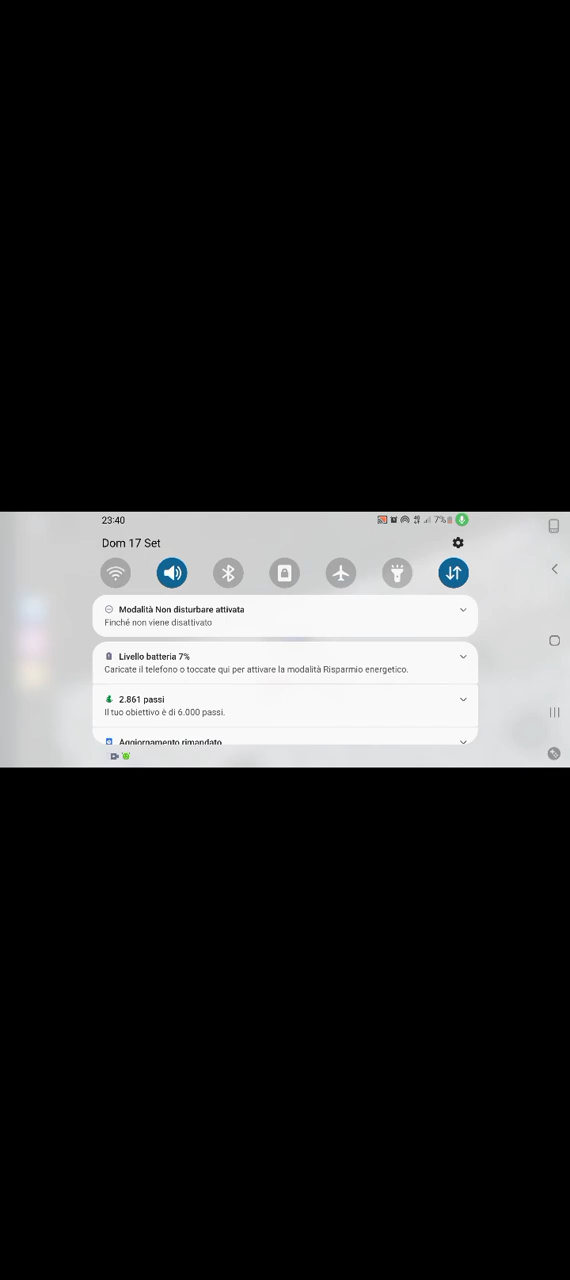 23:40
7%
Dom 17 Set
Modalità Non disturbare attivata
Finché non viene disattivato
Livello batteria 7%
Caricate il telefono o toccate qui per attivare la modalità Risparmio energetico.
2.861 passi
Il tuo obiettivo è di 6.000 passi.
Aggiornamento rimandato